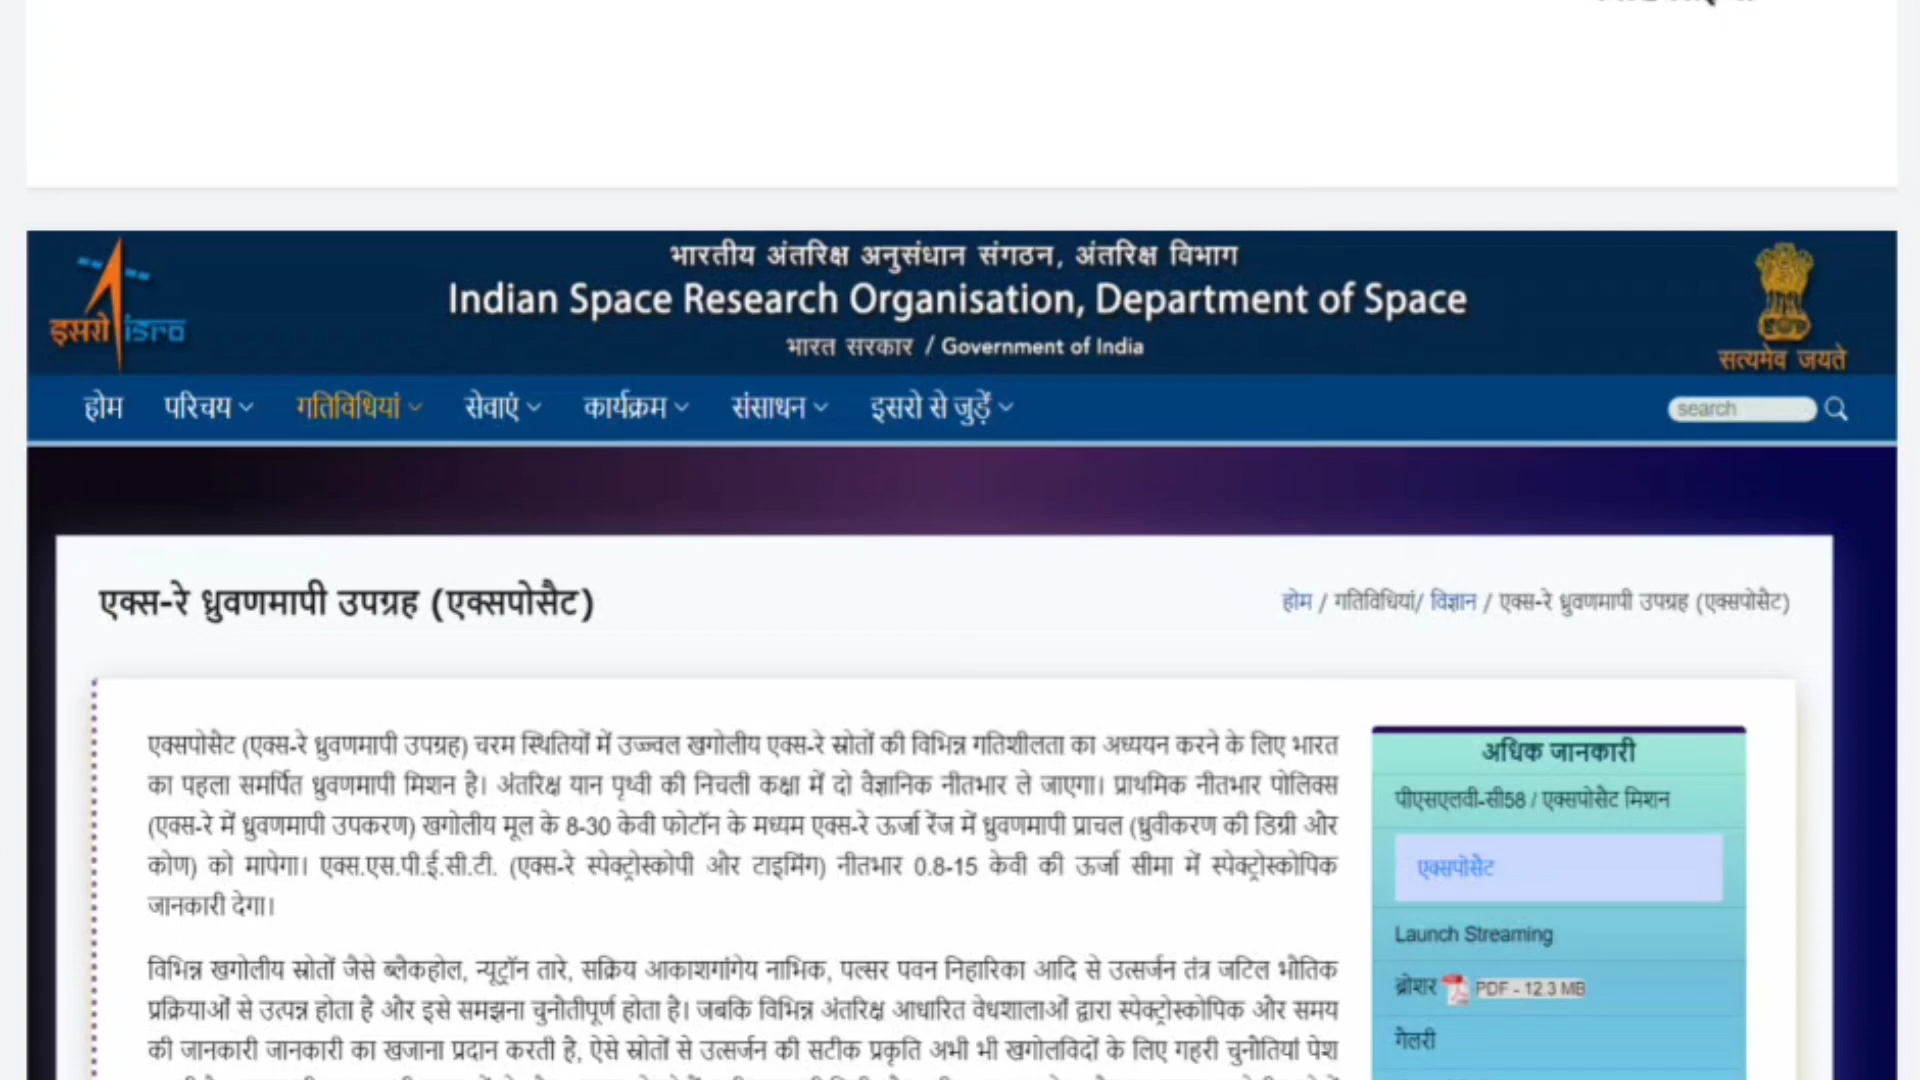 भारतीय अंतरिक्ष अनुसंधान संगठन, अंतरिक्ष विभाग
Indian Space Research Organisation, Department of Space
भारत सरकार / Government of India
इसरो isro
सत्यमेव जयते
होम परिचय गतिविधियां सेवाएं कार्यक्रम संसाधन इसरो से जुड़ें search
एक्स-रे ध्रुवणमापी उपग्रह (एक्सपोसैट)
होम / गतिविधियां/ विज्ञान / एक्स-रे ध्रुवणमापी उपग्रह (एक्सपोसैट)
एक्सपोसैट (एक्स-रे ध्रुवणमापी उपग्रह) चरम स्थितियों में उज्ज्वल खगोलीय एक्स-रे स्रोतों की विभिन्न गतिशीलता का अध्ययन करने के लिए भारत
का पहला समर्पित ध्रुवणमापी मिशन है। अंतरिक्ष यान पृथ्वी की निचली कक्षा में दो वैज्ञानिक नीतभार ले जाएगा। प्राथमिक नीतभार पोलिक्स
(एक्स-रे में ध्रुवणमापी उपकरण) खगोलीय मूल के 8-30 केवी फोटॉन के मध्यम एक्स-रे ऊर्जा रेंज में ध्रुवणमापी प्राचल (ध्रुवीकरण की डिग्री और
कोण) को मापेगा। एक्स.एस.पी.ई.सी.टी. (एक्स-रे स्पेक्ट्रोस्कोपी और टाइमिंग) नीतभार 0.8-15 केवी की ऊर्जा सीमा में स्पेक्ट्रोस्कोपिक
जानकारी देगा।
विभिन्न खगोलीय स्रोतों जैसे ब्लैकहोल, न्यूट्रॉन तारे, सक्रिय आकाशगांगेय नाभिक, पल्सर पवन निहारिका आदि से उत्सर्जन तंत्र जटिल भौतिक
प्रक्रियाओं से उत्पन्न होता है और इसे समझना चुनौतीपूर्ण होता है। जबकि विभिन्न अंतरिक्ष आधारित वेधशालाओं द्वारा स्पेक्ट्रोस्कोपिक और समय
की जानकारी जानकारी का खजाना प्रदान करती है, ऐसे स्रोतों से उत्सर्जन की सटीक प्रकृति अभी भी खगोलविदों के लिए गहरी चुनौतियां पेश
अधिक जानकारी
पीएसएलवी-सी58 / एक्सपोसैट मिशन
एक्सपोसैट
Launch Streaming
ब्रोशर PDF - 12.3 MB
गैलरी